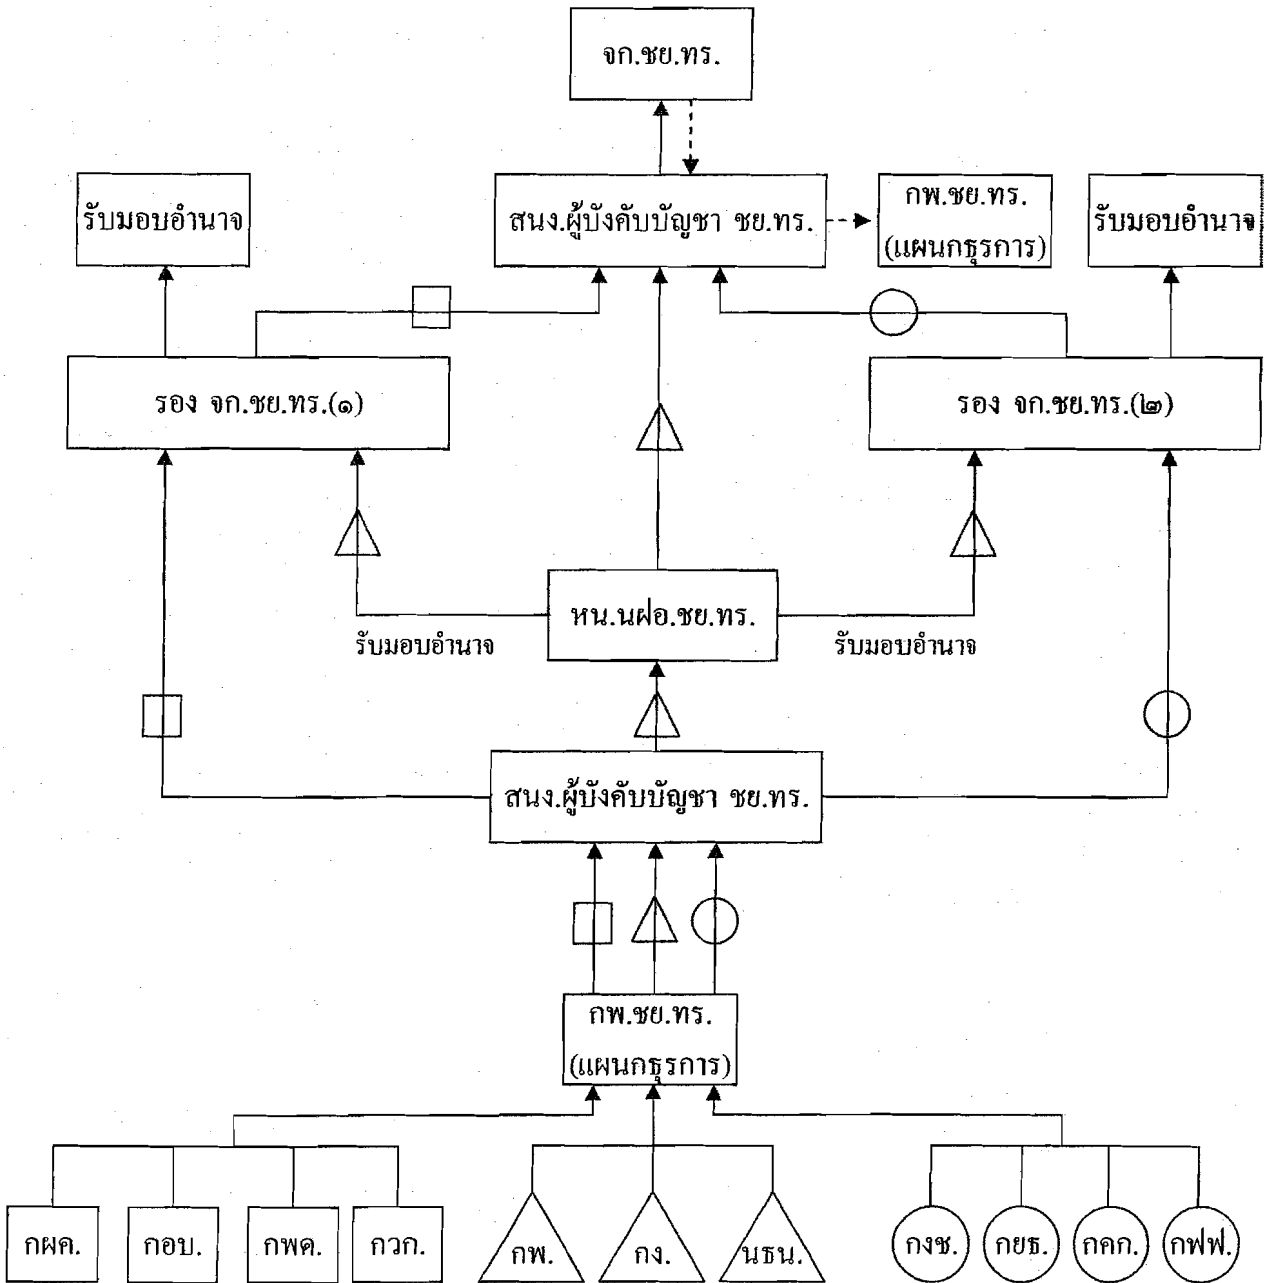 จก.ชย.ทร.
รับมอบอำนาจ
สนง.ผู้บังคับบัญชา ชย.ทร.
กพ.ชย.ทร.
(แผนกธุรการ)
รับมอบอำนาจ
รอง จก.ชย.ทร.(๑)
รอง จก.ชย.ทร.(๒)
หน.นฝอ.ชย.ทร.
รับมอบอำนาจ
รับมอบอำนาจ
สนง.ผู้บังคับบัญชา ชย.ทร.
กพ.ชย.ทร.
(แผนกธุรการ)
กผค.
กอบ.
กพค.
กวก.
กพ.
กง.
นธน.
กงช.
กยธ.
กคก.
กฟฟ.